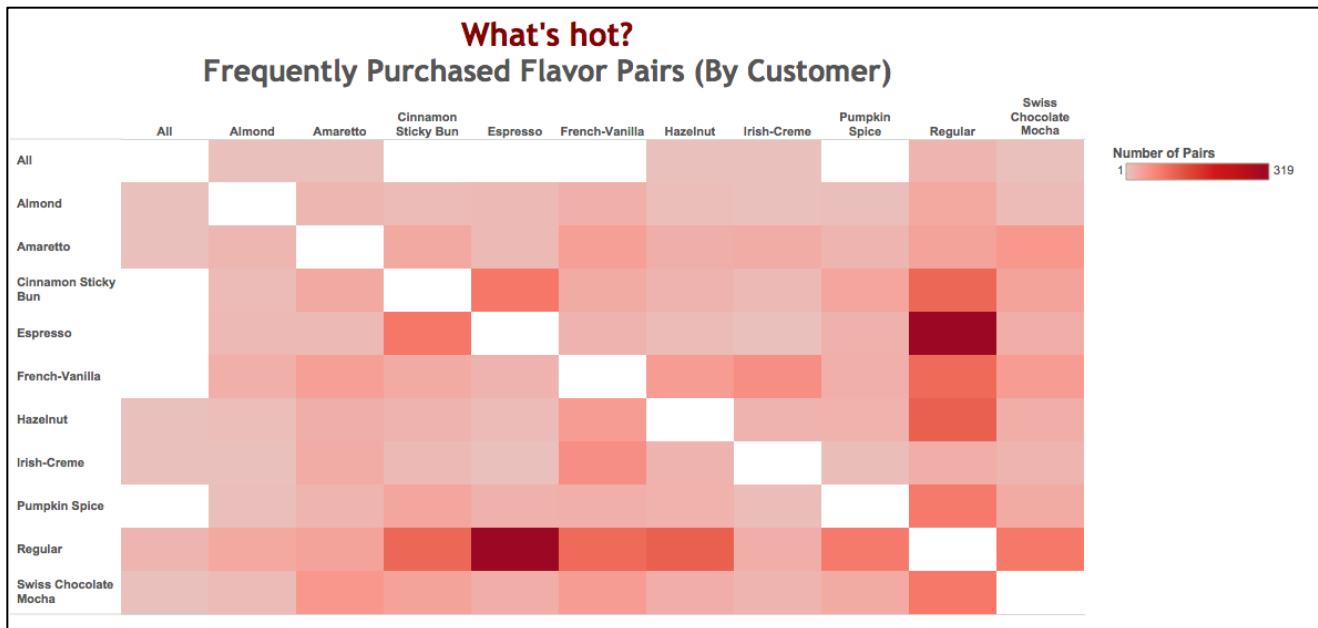 What's hot?
Frequently Purchased Flavor Pairs (By Customer)
All Almond Amaretto Cinnamon Sticky Bun Espresso French-Vanilla Hazelnut Irish-Creme Pumpkin Spice Regular Swiss Chocolate Mocha
Number of Pairs
1 319
All
Almond
Amaretto
Cinnamon Sticky
Bun
Espresso
French-Vanilla
Hazelnut
Irish-Creme
Pumpkin Spice
Regular
Swiss Chocolate
Mocha